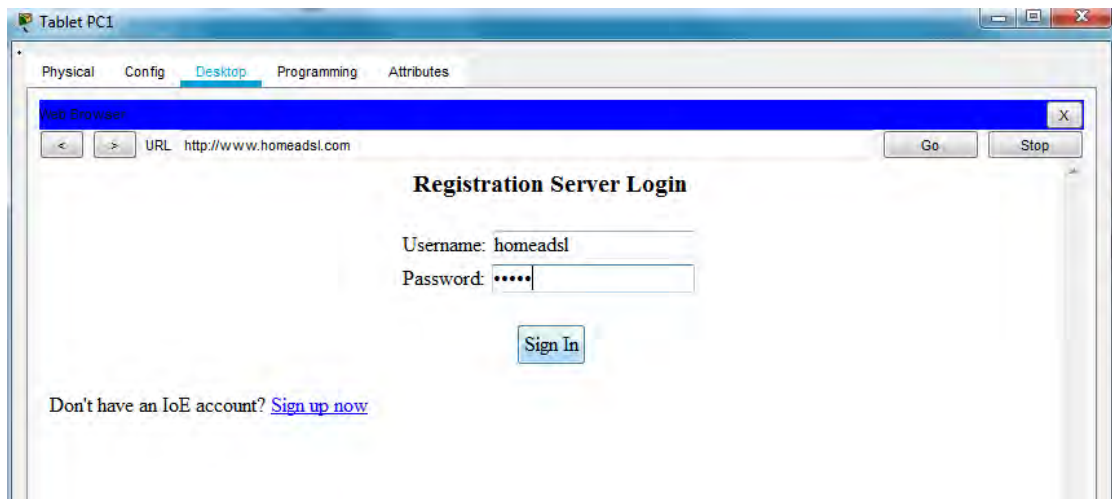 Tablet PC1
Physical Config Desktop Programming Attributes
Web Browser X
< > URL http://www.homeadsl.com Go Stop
Registration Server Login
Username: homeadsl
Password: •••••
Sign In
Don't have an IoE account? Sign up now